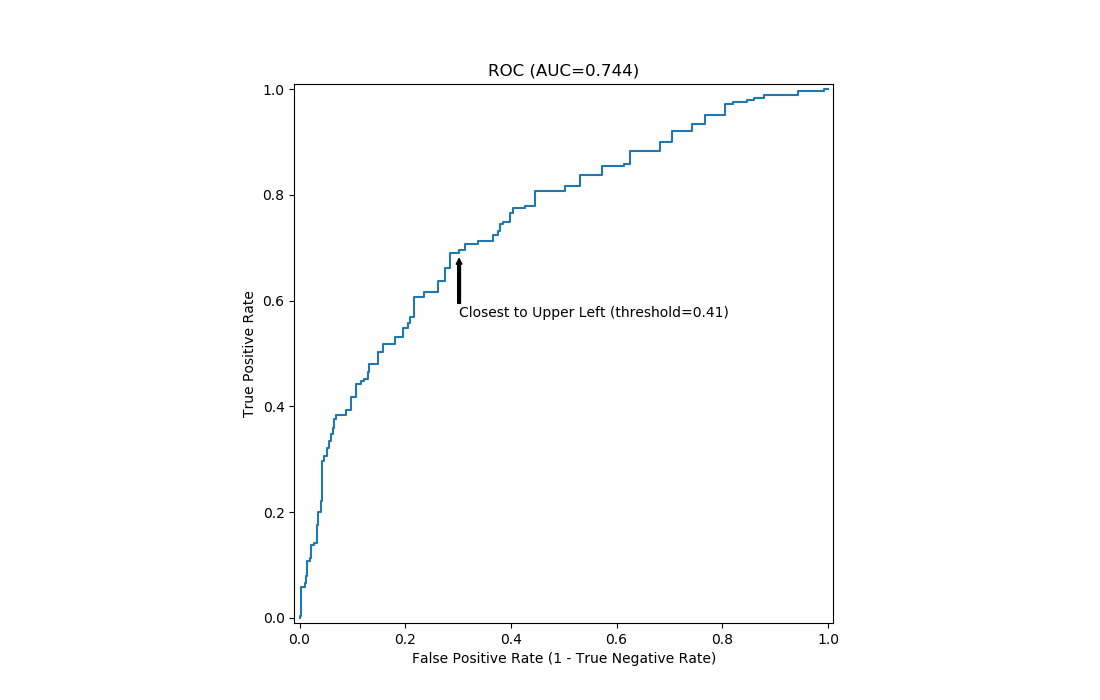 ROC (AUC=0.744)
True Positive Rate
1.0
0.8
0.6
0.4
0.2
0.0
Closest to Upper Left (threshold=0.41)
0.0 0.2 0.4 0.6 0.8 1.0
False Positive Rate (1 - True Negative Rate)